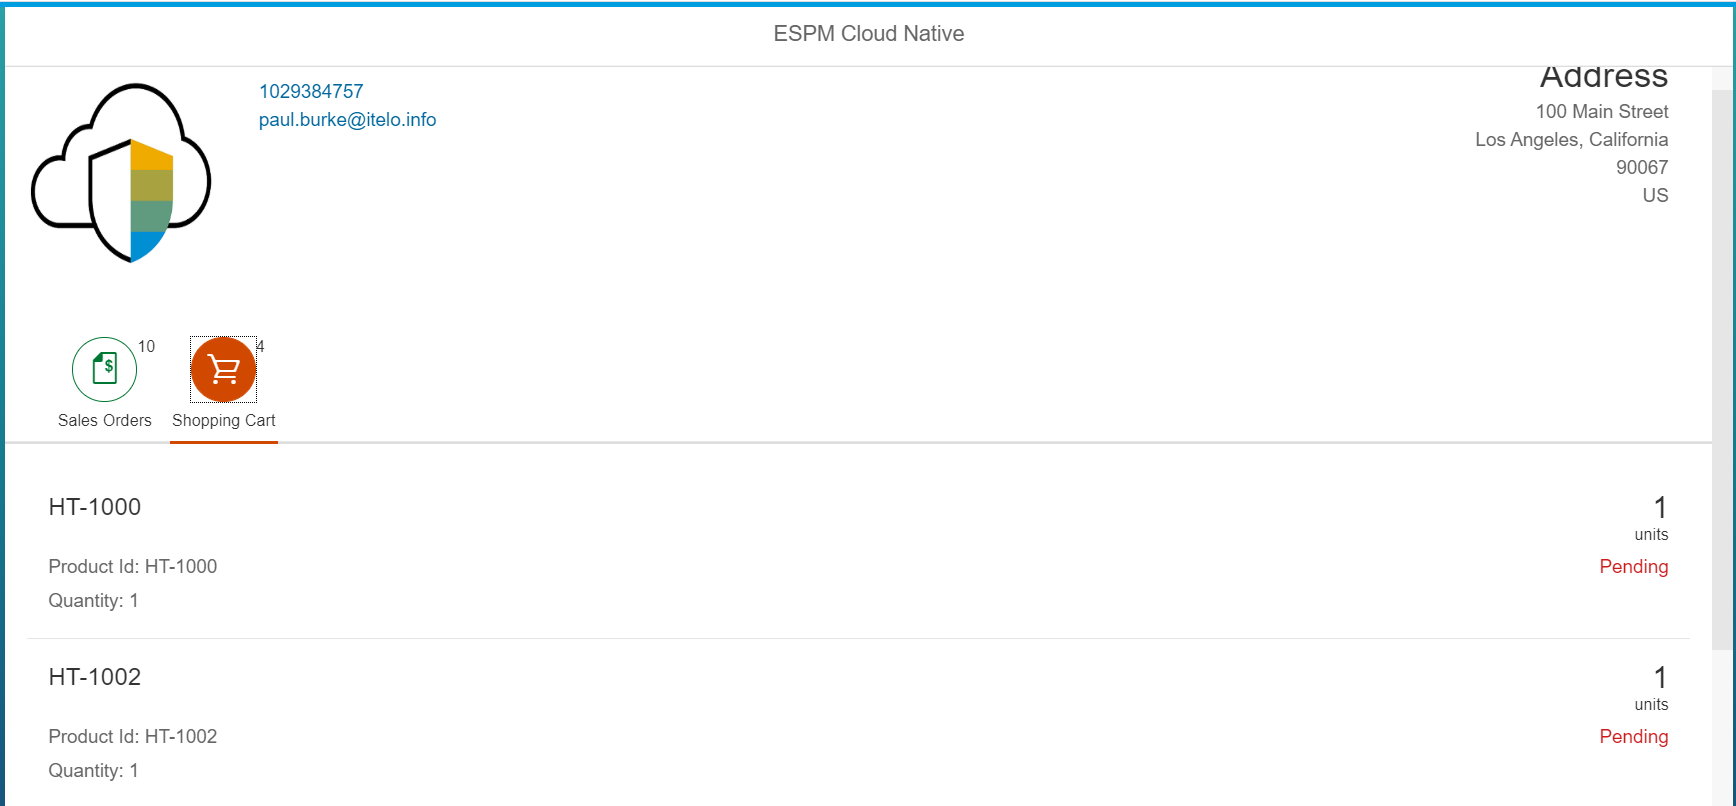 ESPM Cloud Native
1029384757
paul.burke@itelo.info
Address
100 Main Street
Los Angeles, California
90067
US
10
$
Sales Orders
4
Shopping Cart
HT-1000
1
units
Product Id: HT-1000
Pending
Quantity: 1
HT-1002
1
units
Product Id: HT-1002
Pending
Quantity: 1